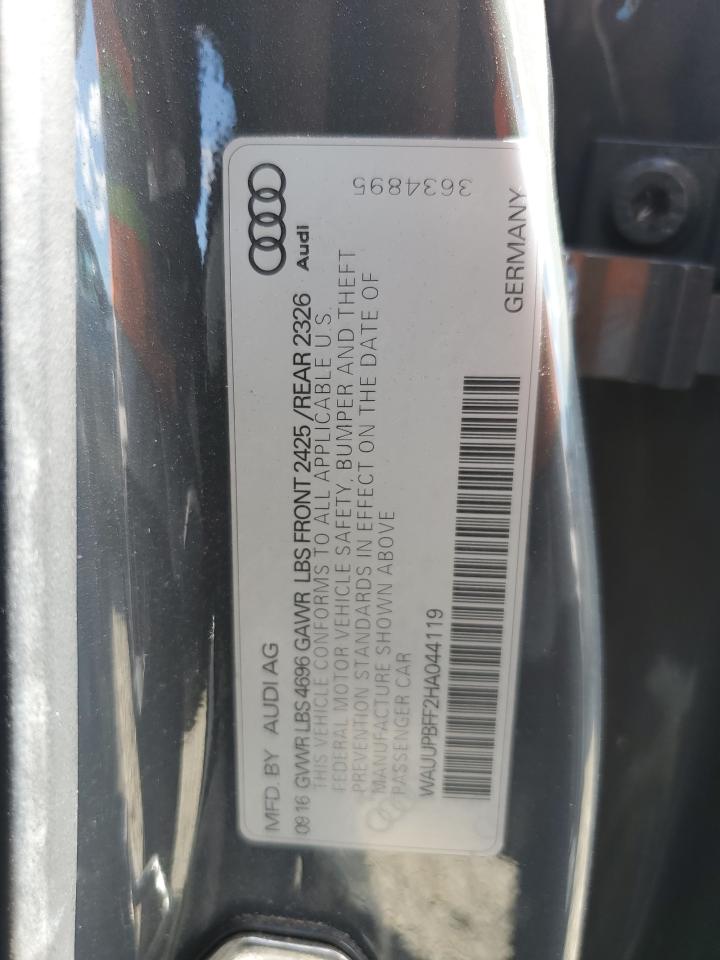 MFD. BY AUDI AG
Audi
09 16 GVWR LBS 4696 GAWR LBS FRONT 2425 /REAR 2326
THIS VEHICLE CONFORMS TO ALL APPLICABLE U.S.
FEDERAL MOTOR VEHICLE SAFETY, BUMPER AND THEFT
PREVENTION STANDARDS IN EFFECT ON THE DATE OF
MANUFACTURE SHOWN ABOVE
PASSENGER CAR
WAUUPBFF2HA044119
GERMANY
3634895